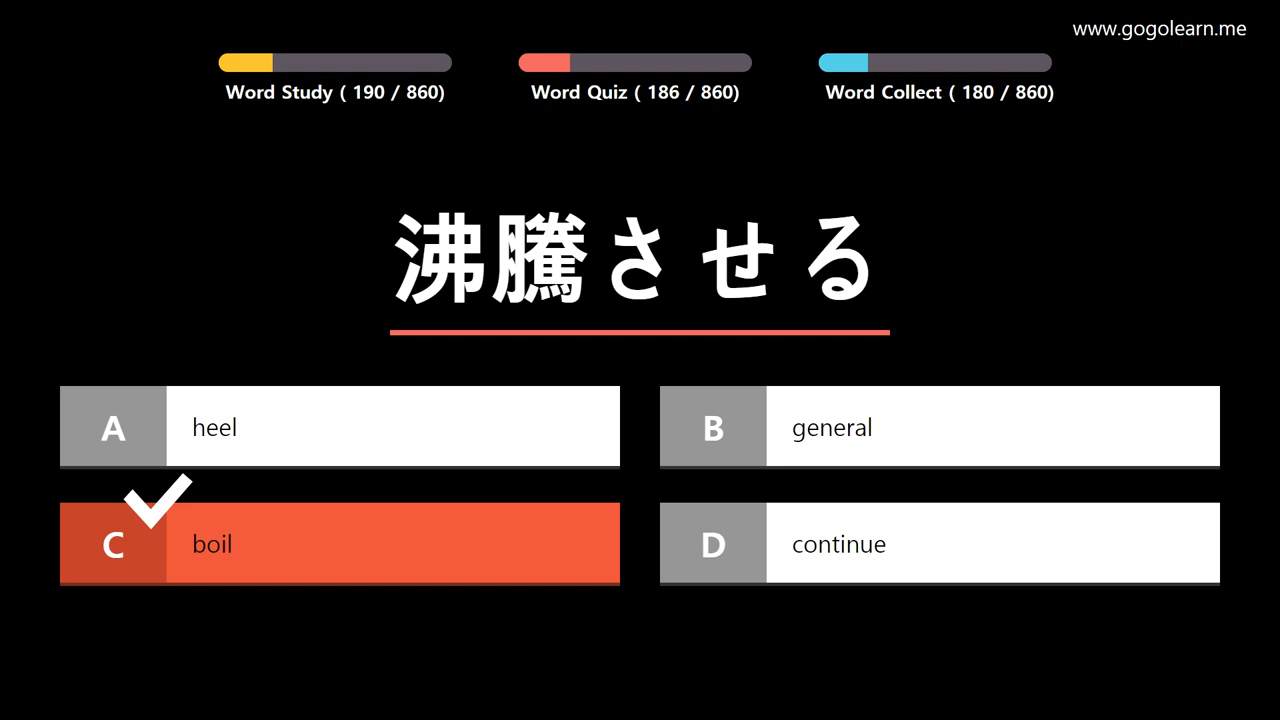 www.gogolearn.me
Word Study ( 190 / 860)
Word Quiz ( 186 / 860)
Word Collect ( 180 / 860)
沸騰させる
A heel
B general
C boil
D continue